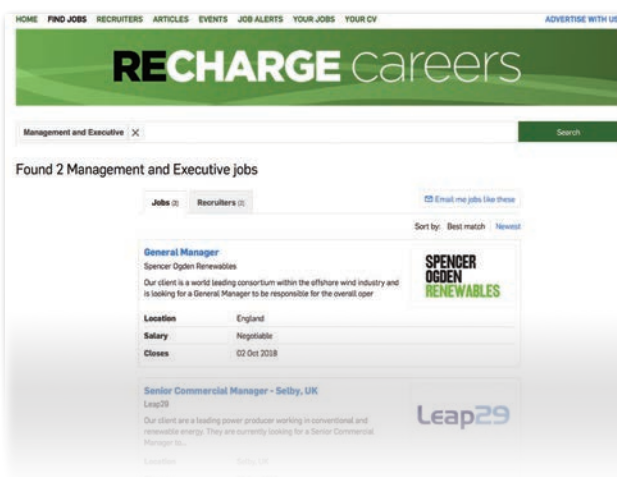 HOME FIND JOBS RECRUITERS ARTICLES EVENTS JOB ALERTS YOUR JOBS YOUR CV ADVERTISE WITH US
RECHARGE careers
Management and Executive X Search
Found 2 Management and Executive jobs
Jobs (2) Recruiters (2) Email me jobs like these
Sort by: Best match Newest
General Manager
Spencer Ogden Renewables
Our client is a world leading consortium within the offshore wind industry and
is looking for a General Manager to be responsible for the overall oper
SPENCER
OGDEN
RENEWABLES
Location England
Salary Negotiable
Closes 02 Oct 2018
Senior Commercial Manager - Selby, UK
Leap29
Our client are a leading power producer working in conventional and
renewable energy. They are currently looking for a Senior Commercial
Manager to...
Leap29
Location Selby, UK